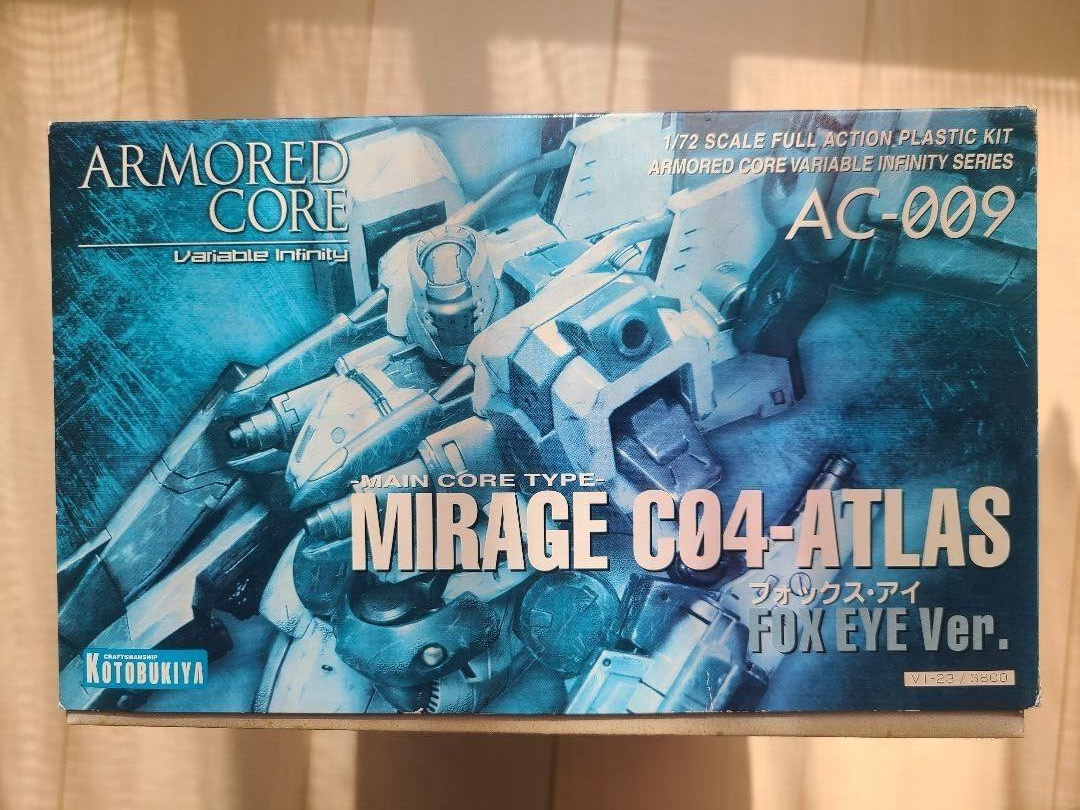 ARMORED
CORE
Variable Infinity
1/72 SCALE FULL ACTION PLASTIC KIT
ARMORED CORE VARIABLE INFINITY SERIES
AC-009
-MAIN CORE TYPE-
MIRAGE C04-ATLAS
フォックス・アイ
FOX EYE Ver.
CRAFTSMANSHIP
KOTOBUKIYA
VI-23 / 3800